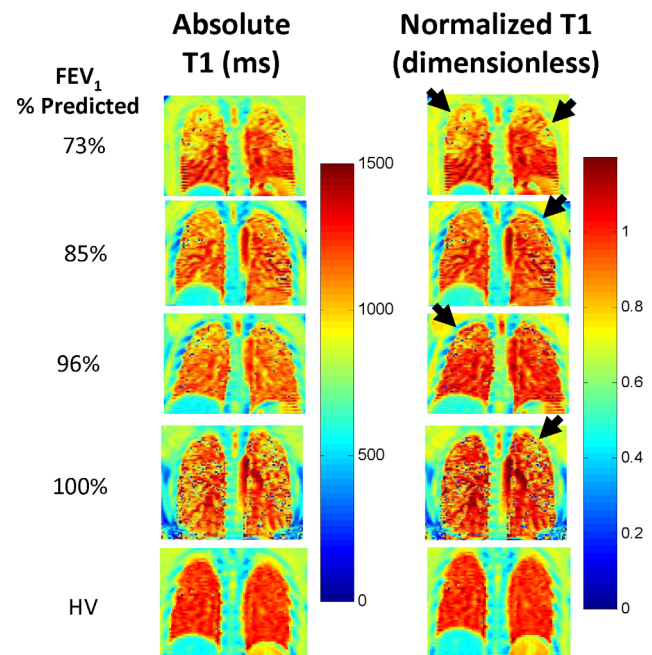 Absolute
T1 (ms)
Normalized T1
(dimensionless)
FEV1
% Predicted
73%
85%
96%
100%
HV
1500
1000
500
0
1
0.8
0.6
0.4
0.2
0